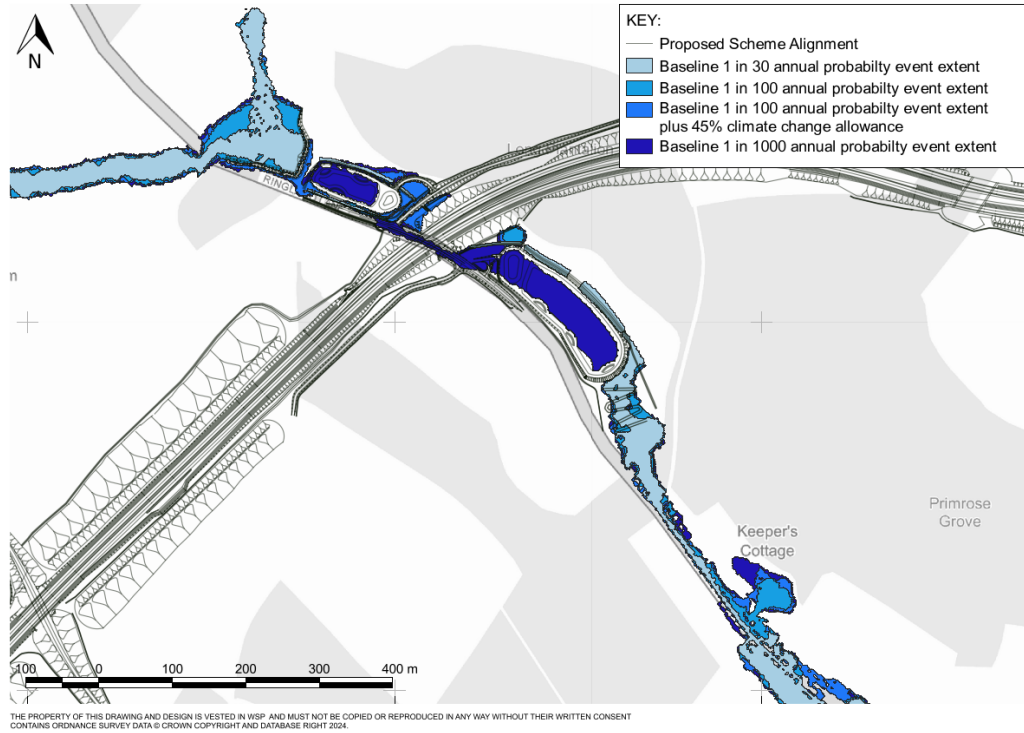 N
KEY:
Proposed Scheme Alignment
Baseline 1 in 30 annual probabilty event extent
Baseline 1 in 100 annual probabilty event extent
Baseline 1 in 100 annual probabilty event extent
plus 45% climate change allowance
Baseline 1 in 1000 annual probabilty event extent
m
Keeper's
Cottage
Primrose
Grove
100 0 100 200 300 400 m
THE PROPERTY OF THIS DRAWING AND DESIGN IS VESTED IN WSP AND MUST NOT BE COPIED OR REPRODUCED IN ANY WAY WITHOUT THEIR WRITTEN CONSENT
CONTAINS ORDNANCE SURVEY DATA © CROWN COPYRIGHT AND DATABASE RIGHT 2024.